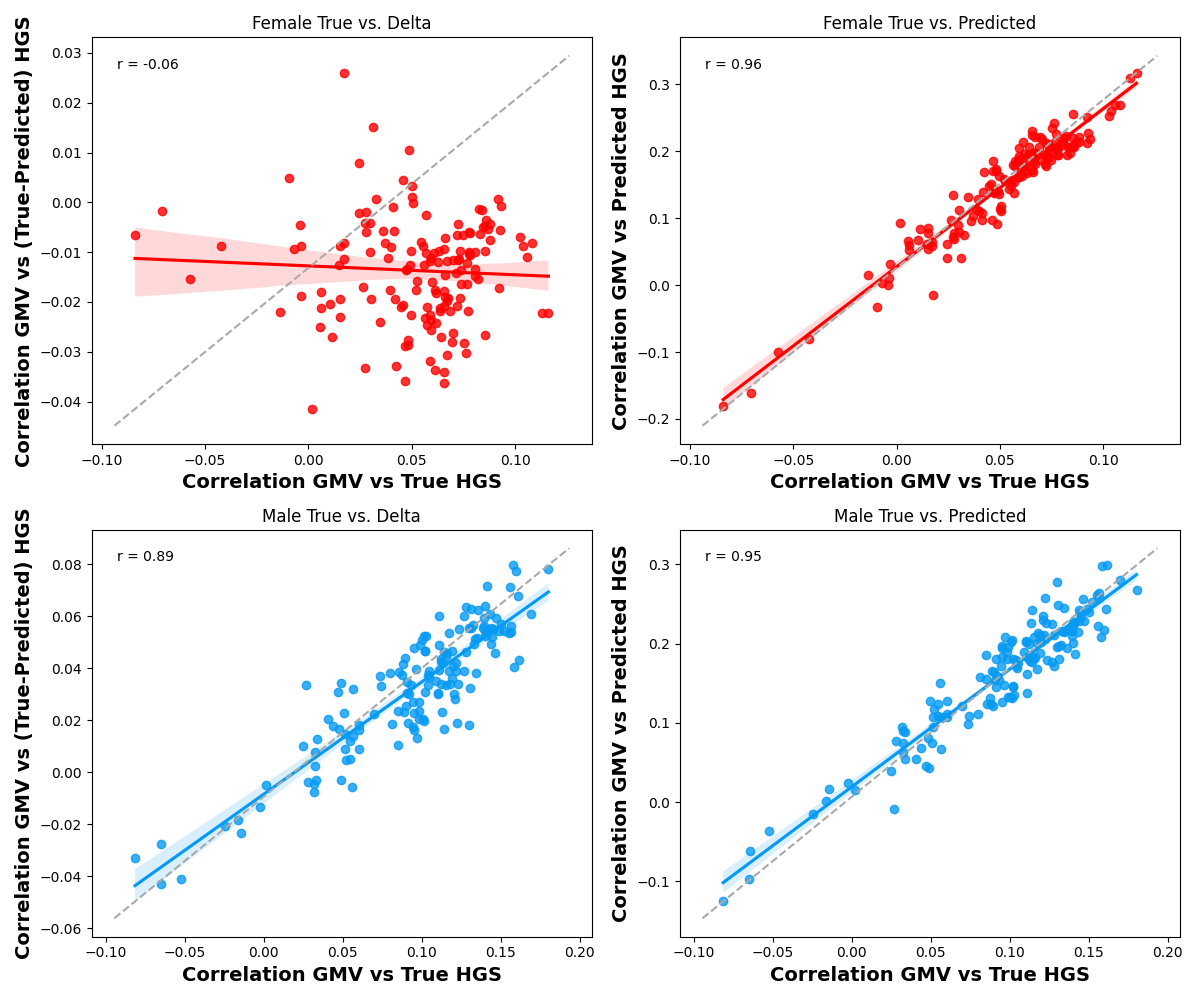 Female True vs. Delta
r = -0.06
0.03
0.02
0.01
0.00
−0.01
−0.02
−0.03
−0.04
−0.10 −0.05 0.00 0.05 0.10
Correlation GMV vs True HGS
Correlation GMV vs (True-Predicted) HGS
Female True vs. Predicted
r = 0.96
0.3
0.2
0.1
0.0
−0.1
−0.2
−0.10 −0.05 0.00 0.05 0.10
Correlation GMV vs True HGS
Correlation GMV vs Predicted HGS
Male True vs. Delta
r = 0.89
0.08
0.06
0.04
0.02
0.00
−0.02
−0.04
−0.06
−0.10 −0.05 0.00 0.05 0.10 0.15 0.20
Correlation GMV vs True HGS
Correlation GMV vs (True-Predicted) HGS
Male True vs. Predicted
r = 0.95
0.3
0.2
0.1
0.0
−0.1
−0.10 −0.05 0.00 0.05 0.10 0.15 0.20
Correlation GMV vs True HGS
Correlation GMV vs Predicted HGS